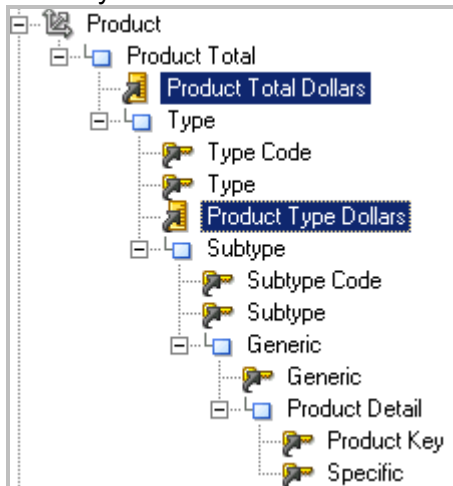 Product
Product Total
Product Total Dollars
Type
Type Code
Type
Product Type Dollars
Subtype
Subtype Code
Subtype
Generic
Generic
Product Detail
Product Key
Specific